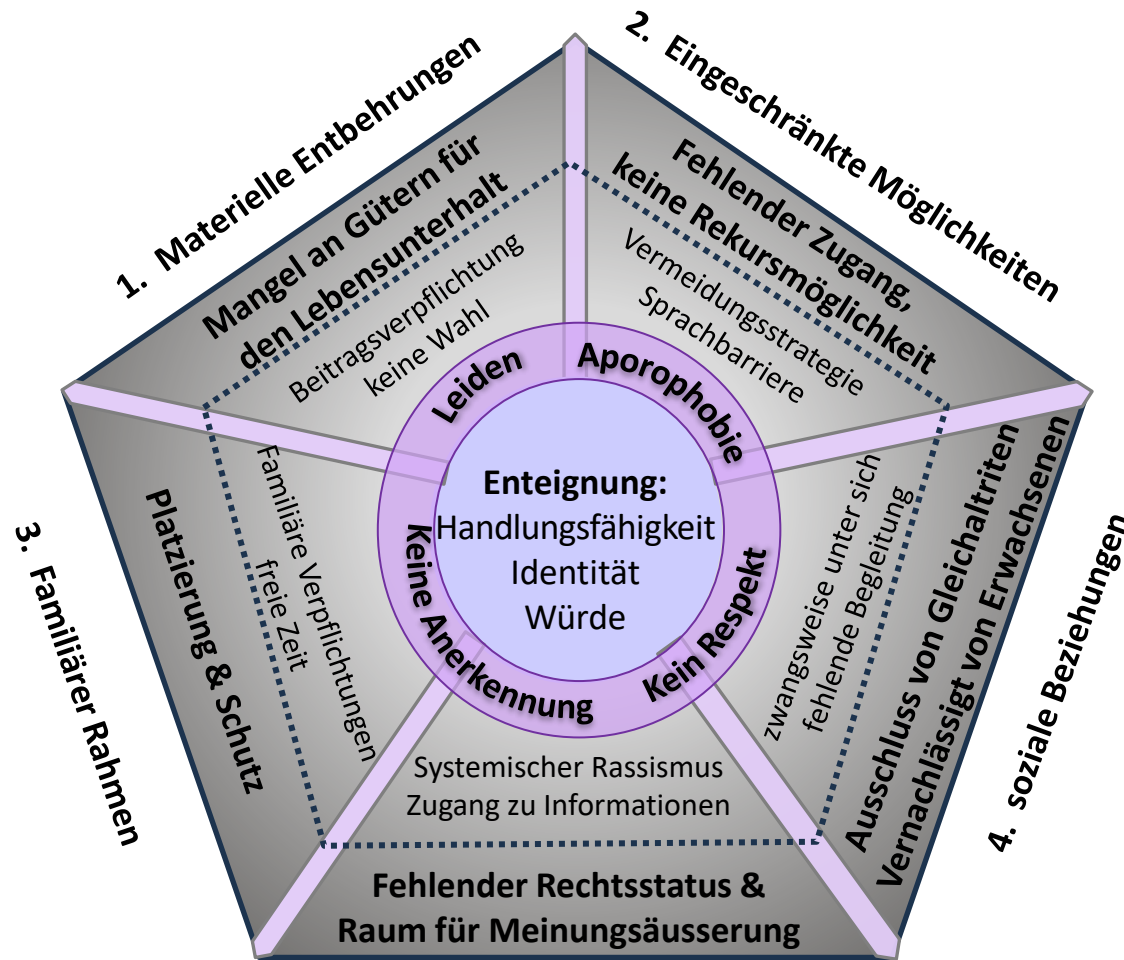 1. Materielle Entbehrungen
Mangel an Gütern für
den Lebensunterhalt
Beitragsverpflichtung
keine Wahl
2. Eingeschränkte Möglichkeiten
Fehlender Zugang,
keine Rekursmöglichkeit
Vermeidungsstrategie
Sprachbarriere
3. Familiärer Rahmen
Platzierung & Schutz
Familiäre Verpflichtungen
freie Zeit
4. soziale Beziehungen
Ausschluss von Gleichaltriten
Vernachlässigt von Erwachsenen
zwangsweise unter sich
fehlende Begleitung
Leiden
Aporophobie
Keine Anerkennung
Kein Respekt
Enteignung:
Handlungsfähigkeit
Identität
Würde
Systemischer Rassismus
Zugang zu Informationen
Fehlender Rechtsstatus &
Raum für Meinungsäusserung